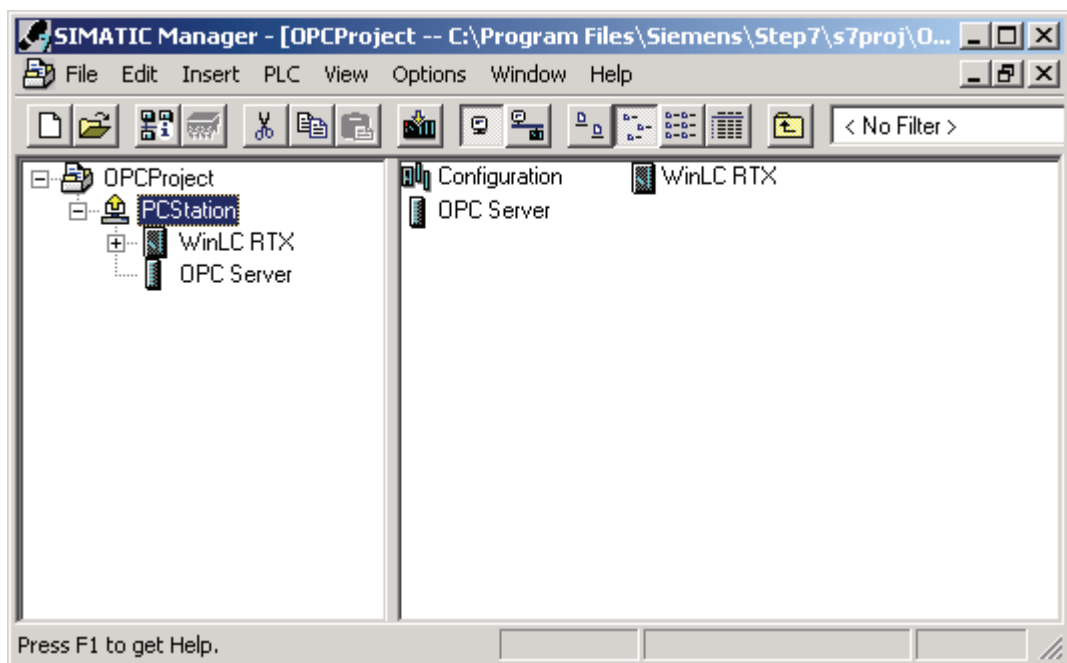 SIMATIC Manager - [OPCProject -- C:\Program Files\Siemens\Step7\s7proj\O...
File Edit Insert PLC View Options Window Help
< No Filter >
OPCProject
PCStation
WinLC RTX
OPC Server
Configuration WinLC RTX
OPC Server
Press F1 to get Help.